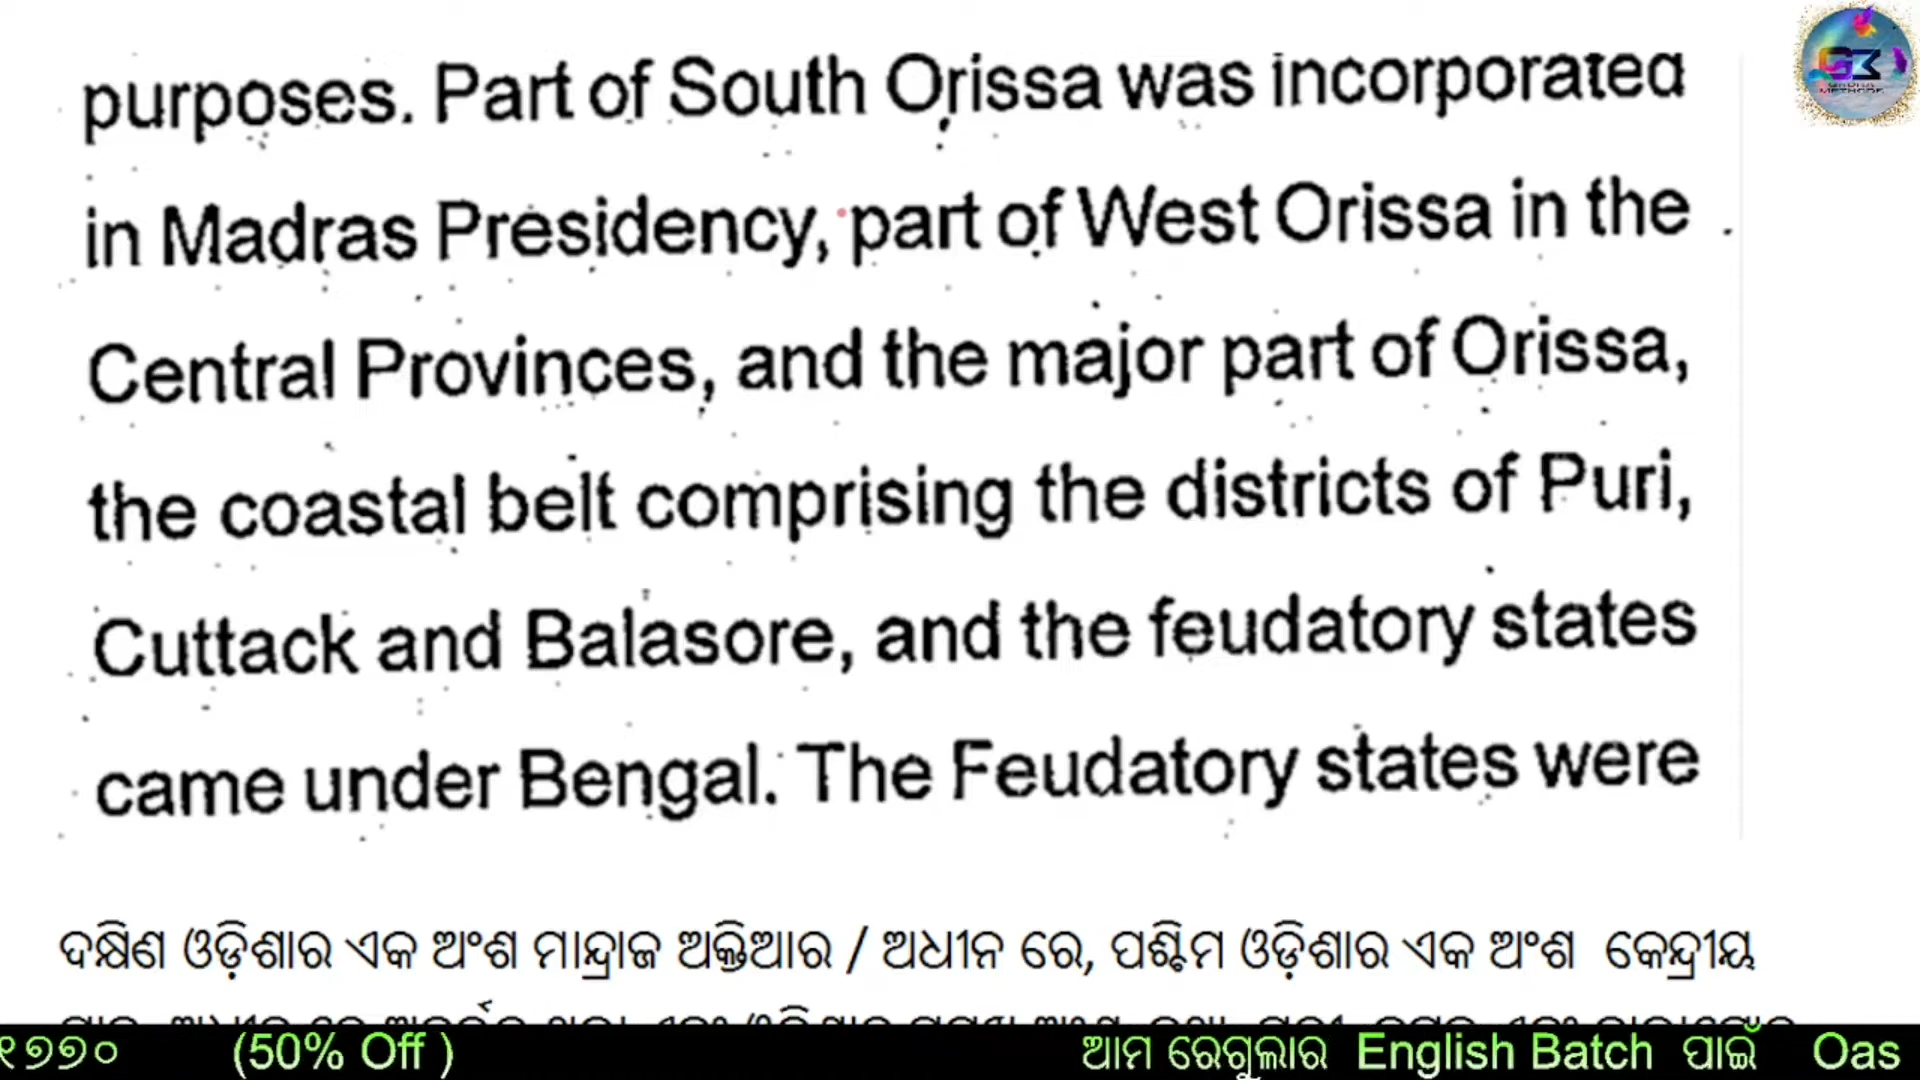 purposes. Part of South Orissa was incorporated
in Madras Presidency, part of West Orissa in the
Central Provinces, and the major part of Orissa,
the coastal belt comprising the districts of Puri,
Cuttack and Balasore, and the feudatory states
came under Bengal. The Feudatory states were
ଦକ୍ଷିଣ ଓଡ଼ିଶାର ଏକ ଅଂଶ ମାନ୍ଦ୍ରାଜ ଅକ୍ତିଆର / ଅଧୀନ ରେ, ପଶ୍ଚିମ ଓଡ଼ିଶାର ଏକ ଅଂଶ କେନ୍ଦ୍ରୀୟ
୧୭୭୦ (50% Off ) ଆମ ରେଗୁଲାର English Batch ପାଇଁ Oas